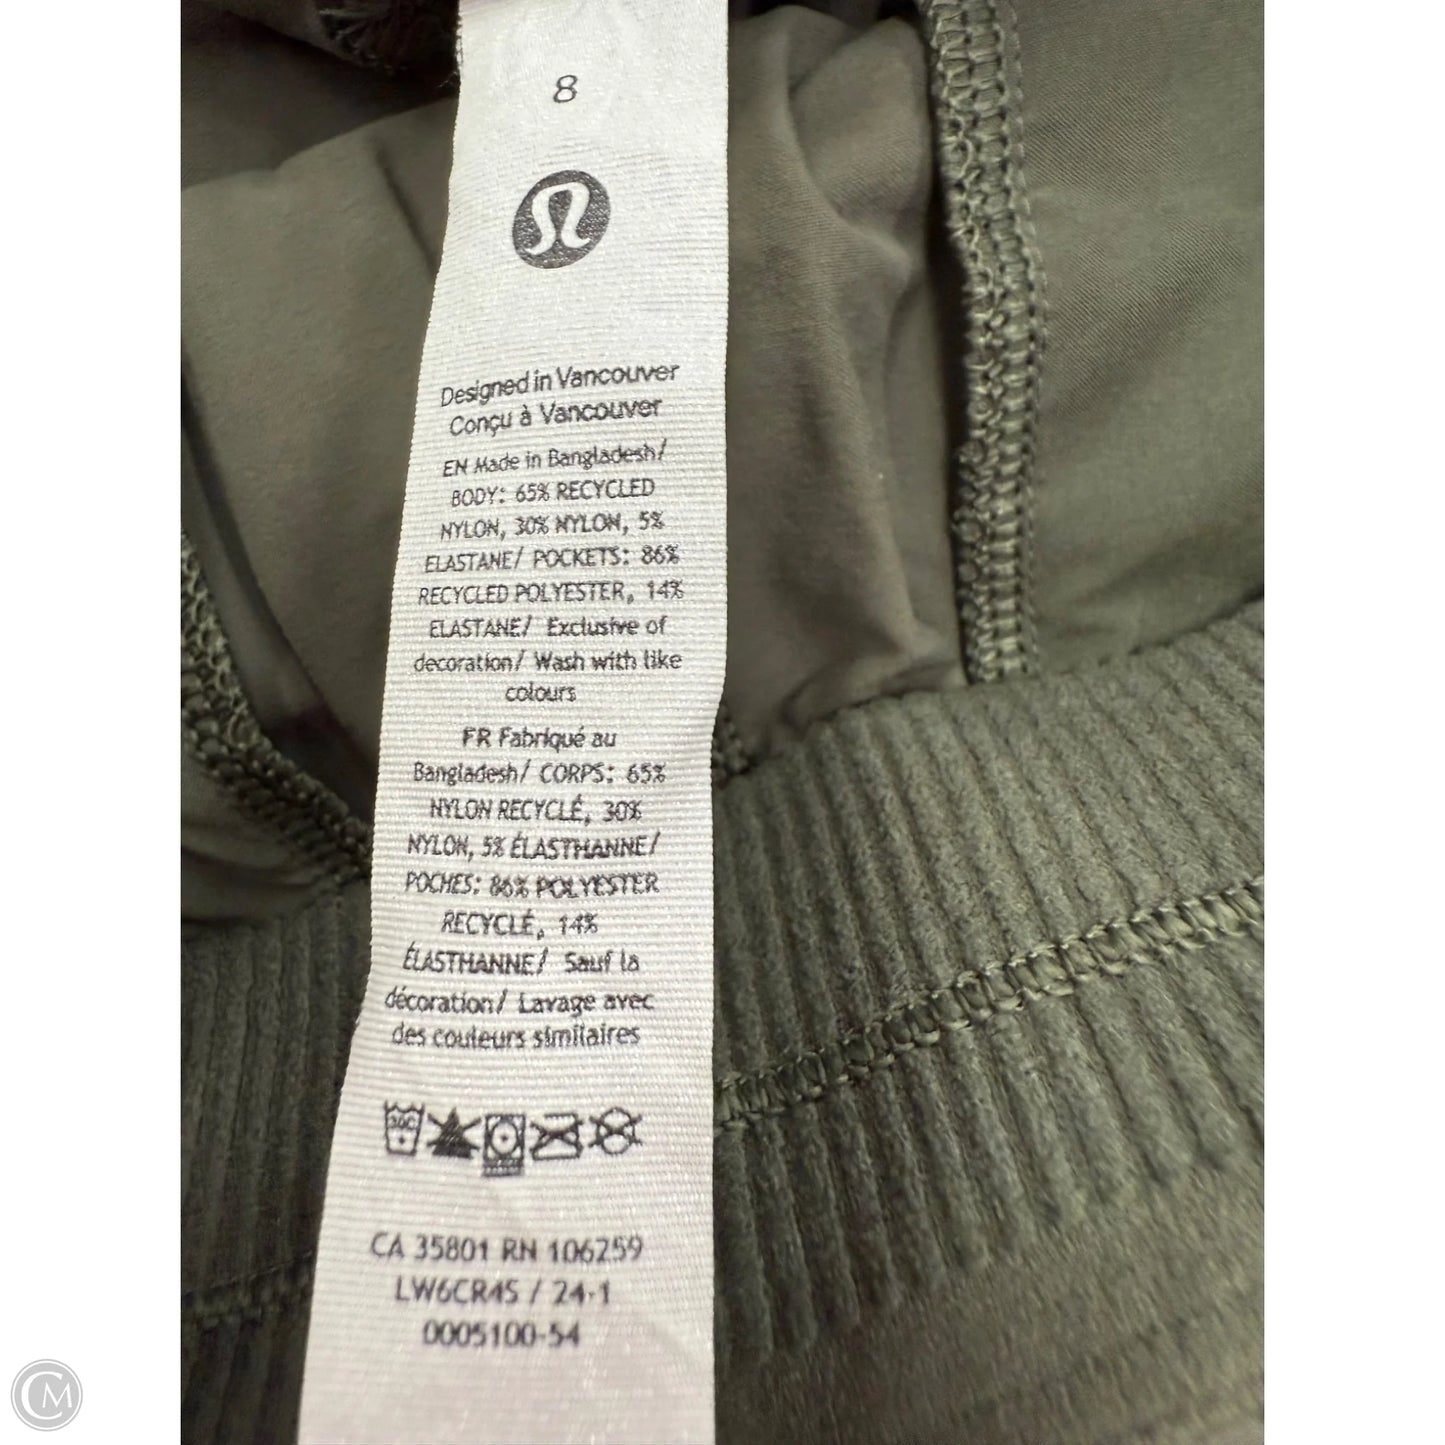 8
Designed in Vancouver
Conçu à Vancouver
EN Made in Bangladesh/
BODY: 65% RECYCLED
NYLON, 30% NYLON, 5%
ELASTANE/ POCKETS: 86%
RECYCLED POLYESTER, 14%
ELASTANE/ Exclusive of
decoration/ Wash with like
colours
FR Fabriqué au
Bangladesh/ CORPS: 65%
NYLON RECYCLÉ, 30%
NYLON, 5% ÉLASTHANNE/
POCHES: 86% POLYESTER
RECYCLÉ, 14%
ÉLASTHANNE/ Sauf la
décoration/ Lavage avec
des couleurs similaires
30C
CA 35801 RN 106259
LW6CR4S / 24-1
0005100-54
CM